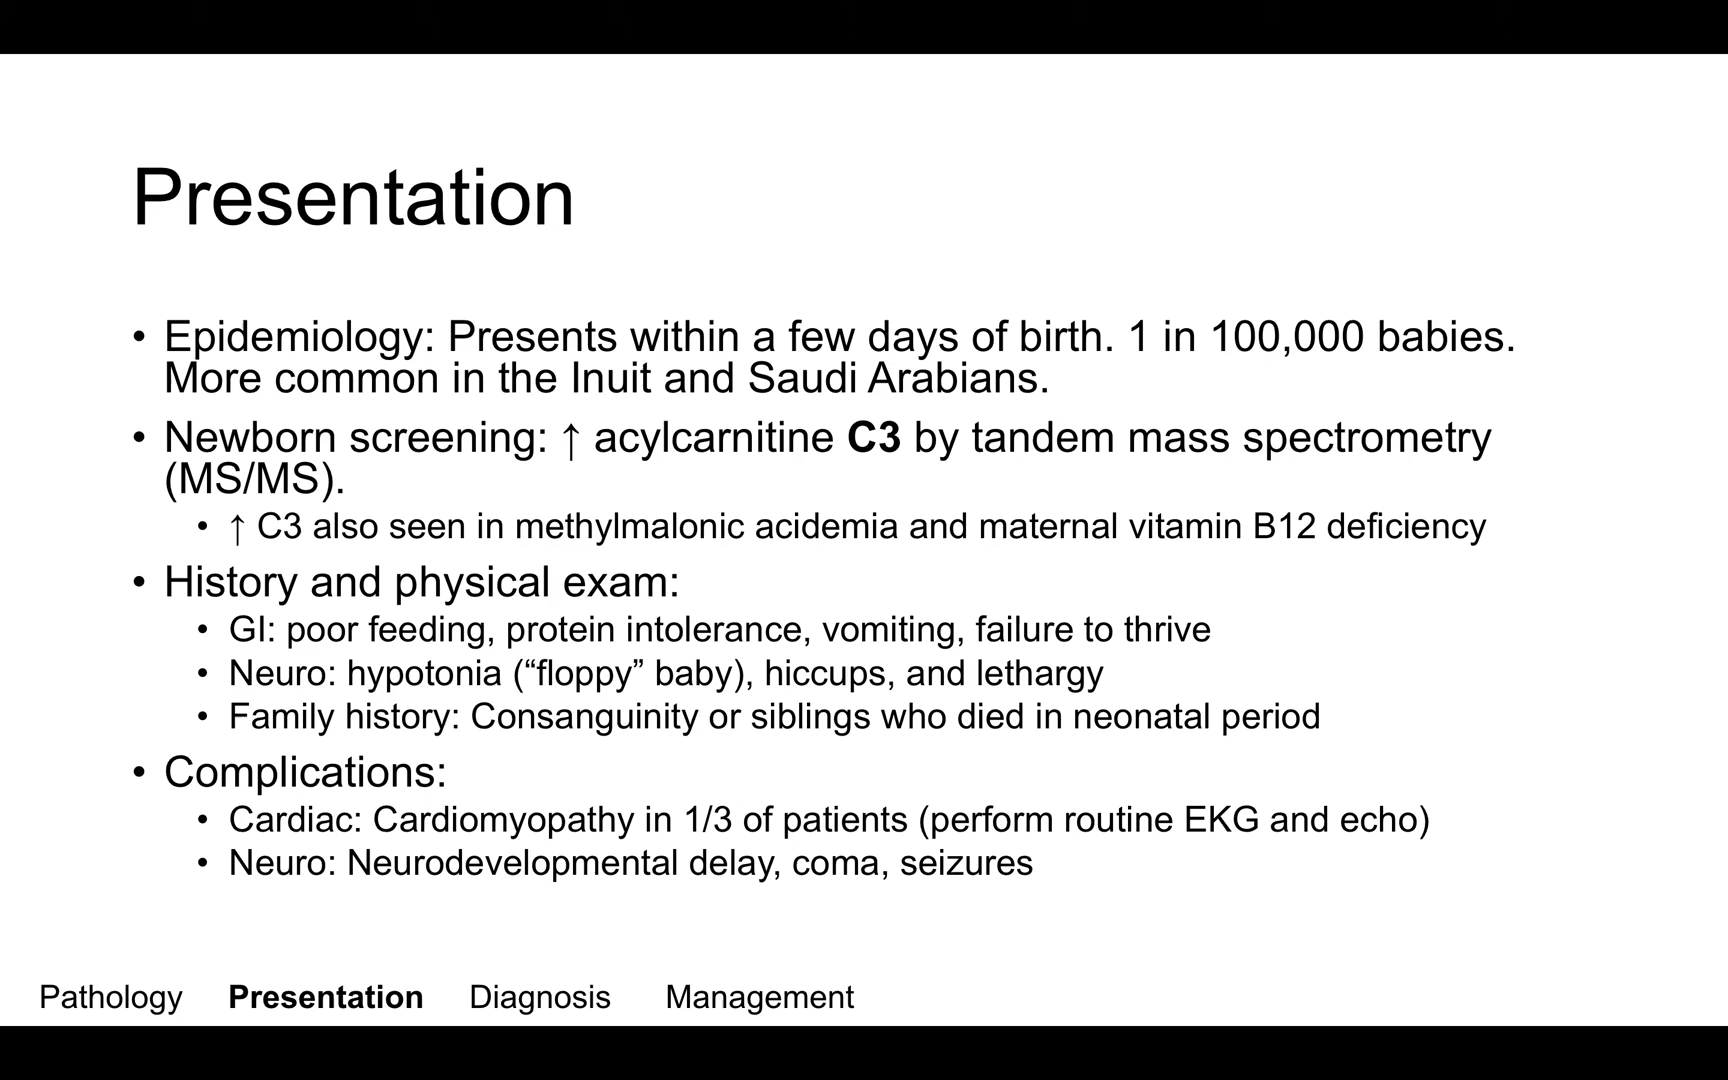 Presentation
• Epidemiology: Presents within a few days of birth. 1 in 100,000 babies.
More common in the Inuit and Saudi Arabians.
• Newborn screening: ↑ acylcarnitine C3 by tandem mass spectrometry
(MS/MS).
• ↑ C3 also seen in methylmalonic acidemia and maternal vitamin B12 deficiency
• History and physical exam:
• GI: poor feeding, protein intolerance, vomiting, failure to thrive
• Neuro: hypotonia (“floppy” baby), hiccups, and lethargy
• Family history: Consanguinity or siblings who died in neonatal period
• Complications:
• Cardiac: Cardiomyopathy in 1/3 of patients (perform routine EKG and echo)
• Neuro: Neurodevelopmental delay, coma, seizures
Pathology Presentation Diagnosis Management